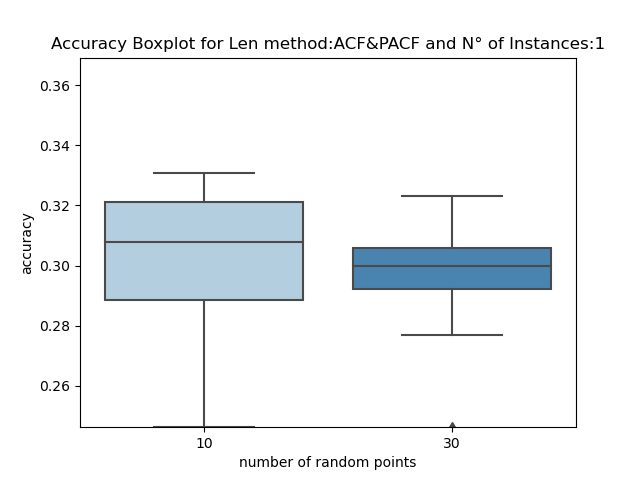 Accuracy Boxplot for Len method:ACF&PACF and N° of Instances:1
0.36
0.34
0.32
0.30
0.28
0.26
accuracy
10 30
number of random points